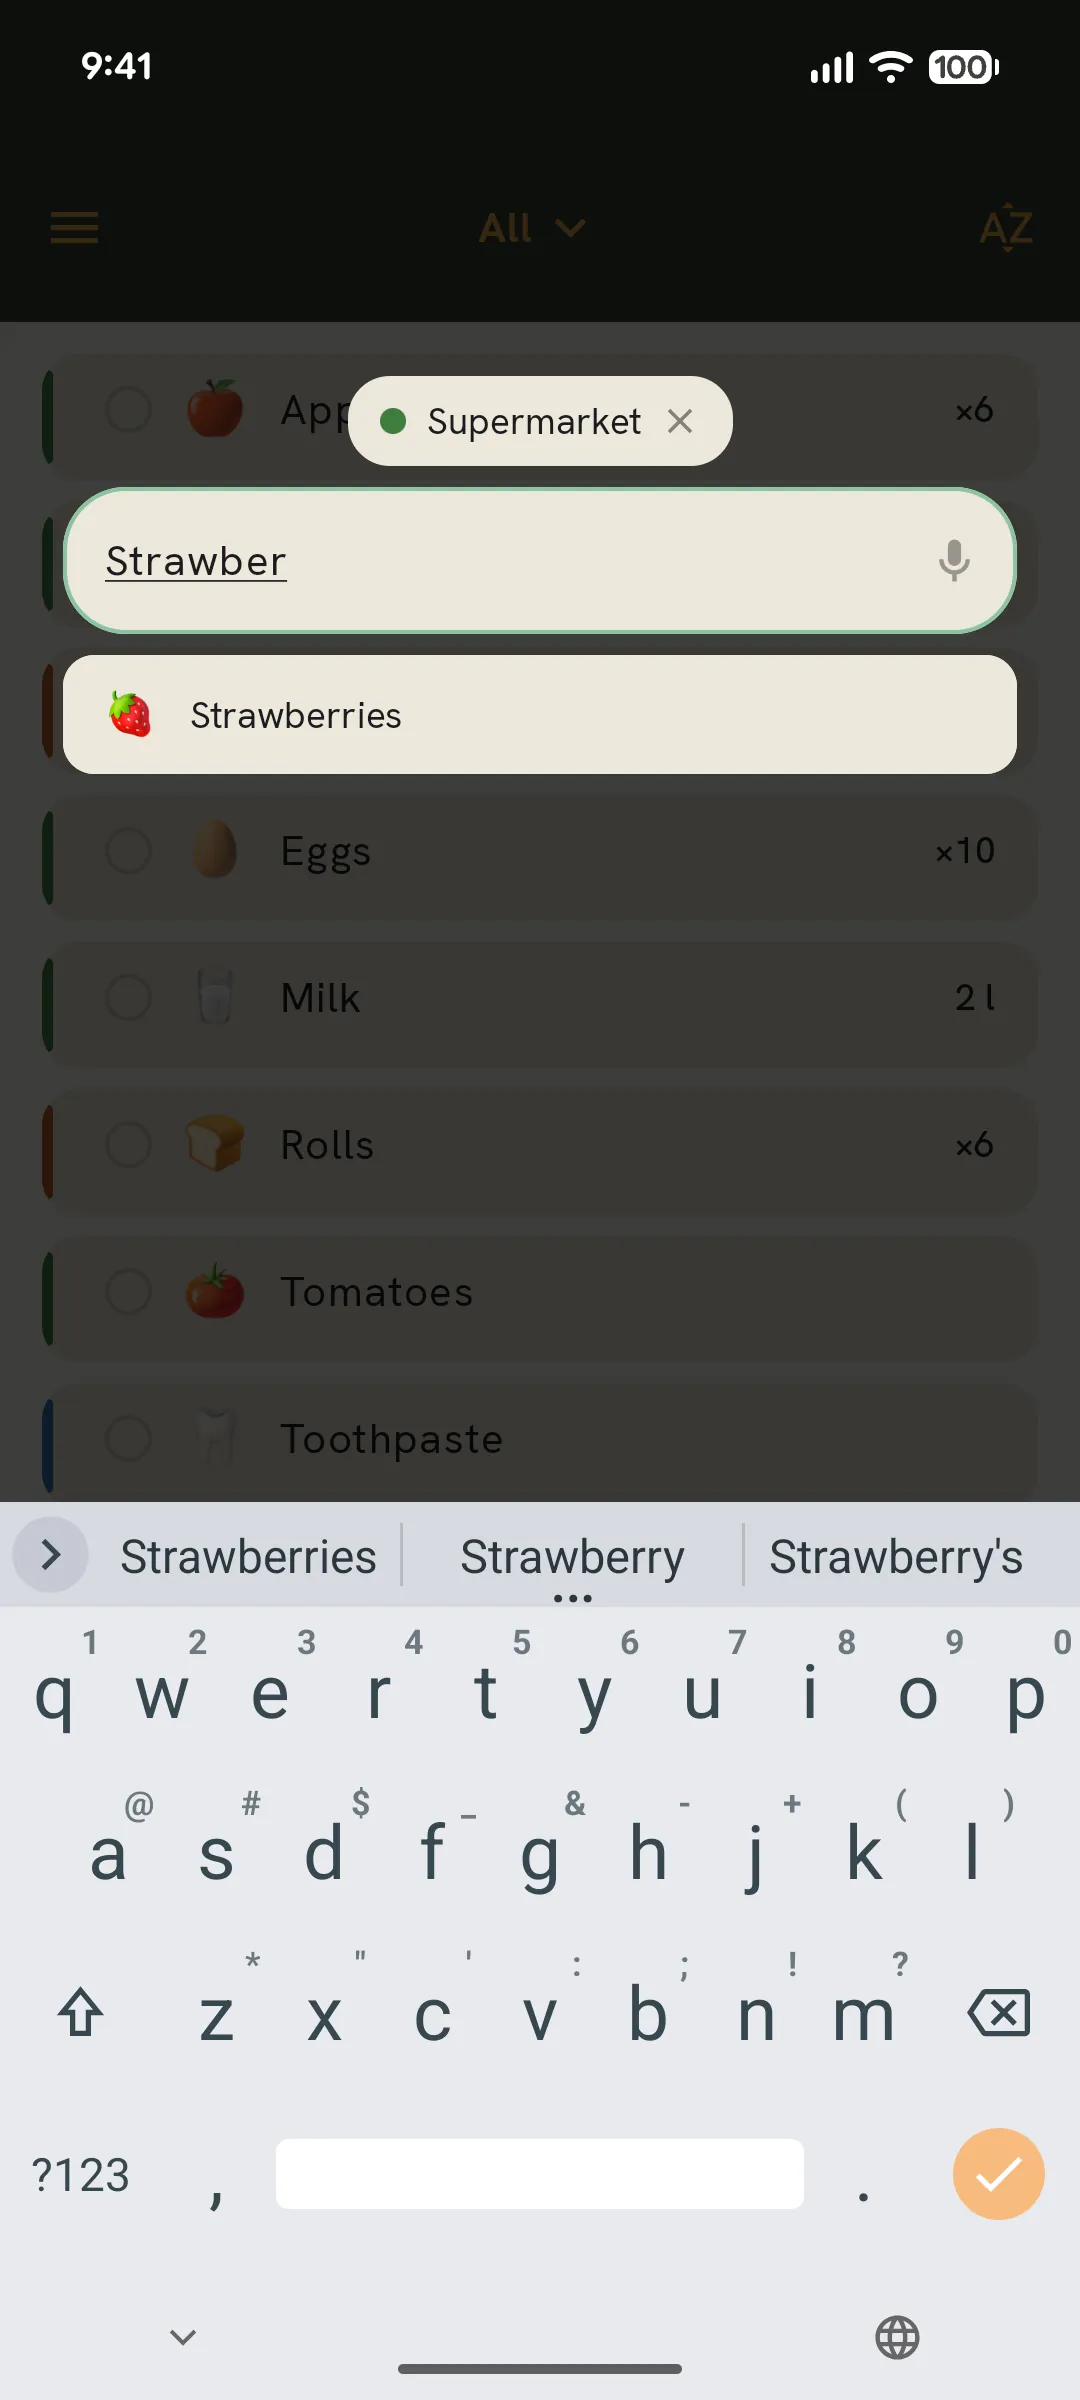 9:41
100
All
AZ
App
×6
Supermarket
Strawber
Strawberries
Eggs
×10
Milk
2 l
Rolls
×6
Tomatoes
Toothpaste
Strawberries Strawberry Strawberry's
1 2 3 4 5 6 7 8 9 0
q w e r t y u i o p
@ # $ _ & - + ( )
a s d f g h j k l
* " ' : ; ! ?
z x c v b n m
?123 , .